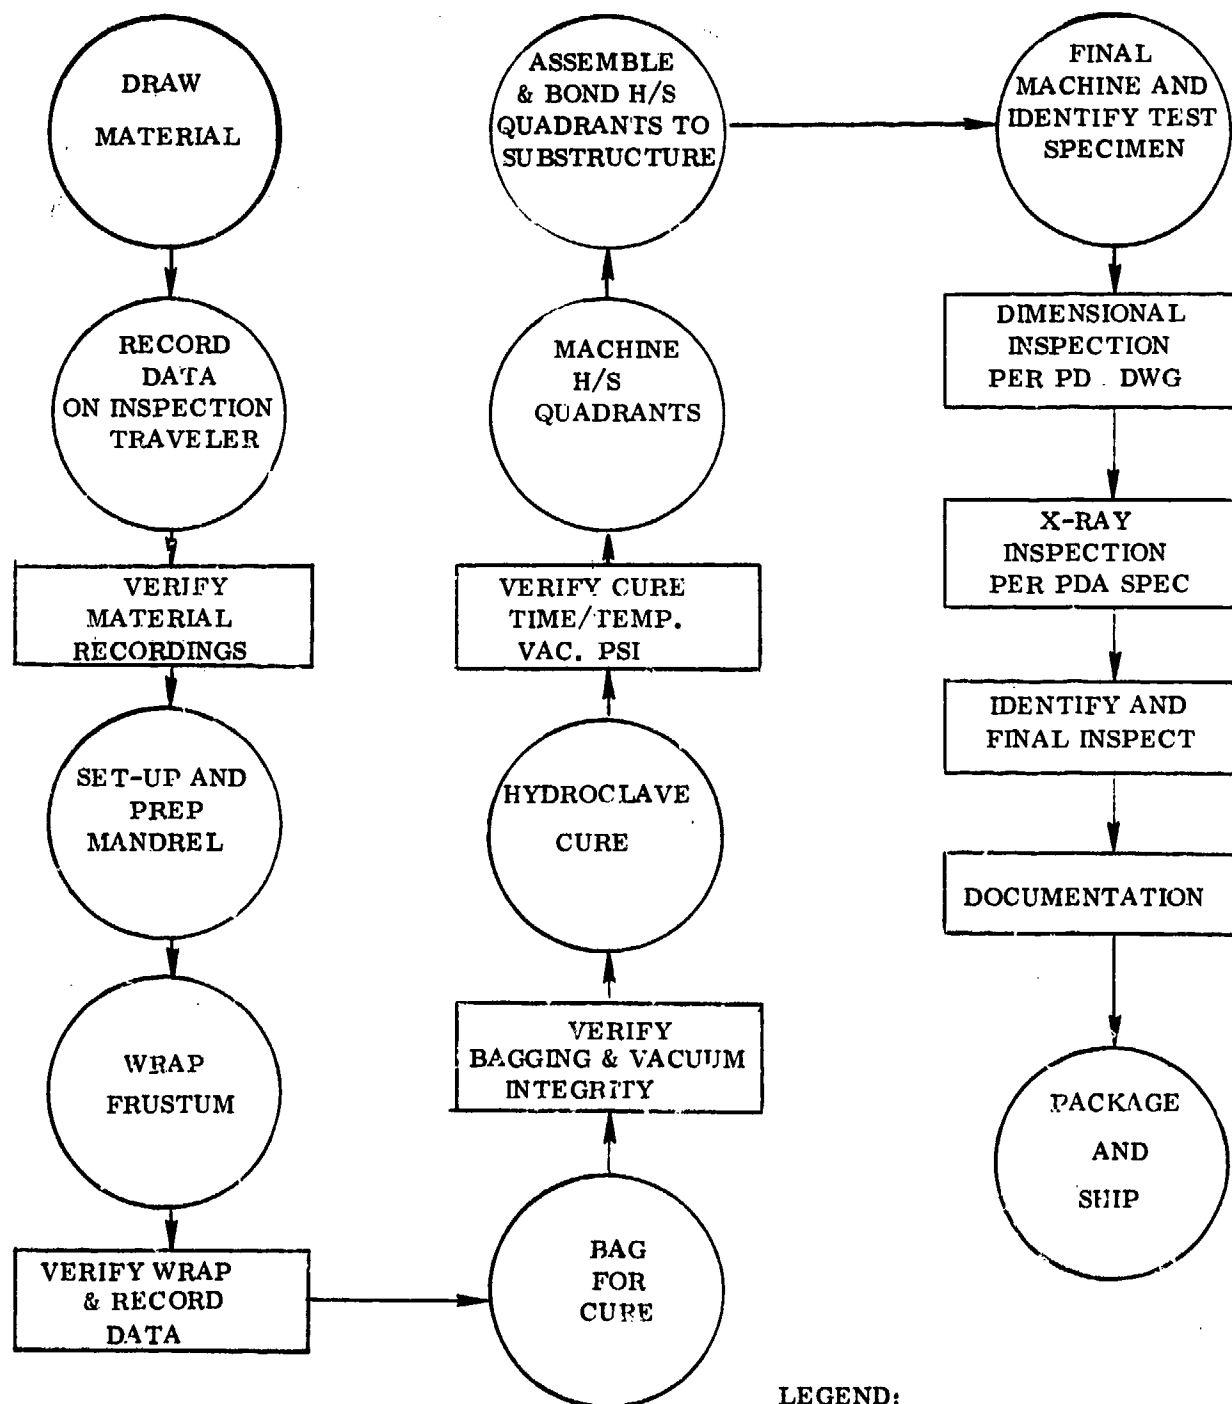 DRAW
MATERIAL
RECORD
DATA
ON INSPECTION
TRAVELER
VERIFY
MATERIAL
RECORDINGS
SET-UP AND
PREP
MANDREL
WRAP
FRUSTUM
VERIFY WRAP
& RECORD
DATA
BAG
FOR
CURE
VERIFY
BAGGING & VACUUM
INTEGRITY
HYDROCLAVE
CURE
VERIFY CURE
TIME/TEMP.
VAC. PSI
MACHINE
H/S
QUADRANTS
ASSEMBLE
& BOND H/S
QUADRANTS TO
SUBSTRUCTURE
FINAL
MACHINE AND
IDENTIFY TEST
SPECIMEN
DIMENSIONAL
INSPECTION
PER PD . DWG
X-RAY
INSPECTION
PER PDA SPEC
IDENTIFY AND
FINAL INSPECT
DOCUMENTATION
PACKAGE
AND
SHIP
LEGEND: